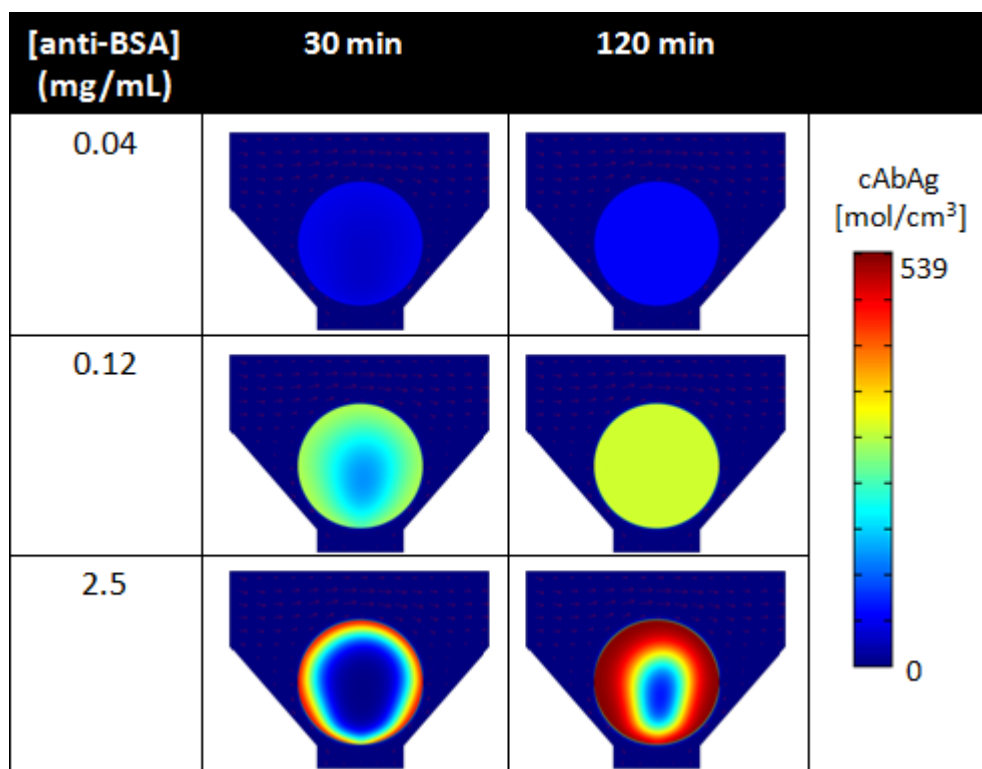 [anti-BSA]
(mg/mL)
30 min
120 min
0.04
cAbAg
[mol/cm³]
539
0.12
2.5
0